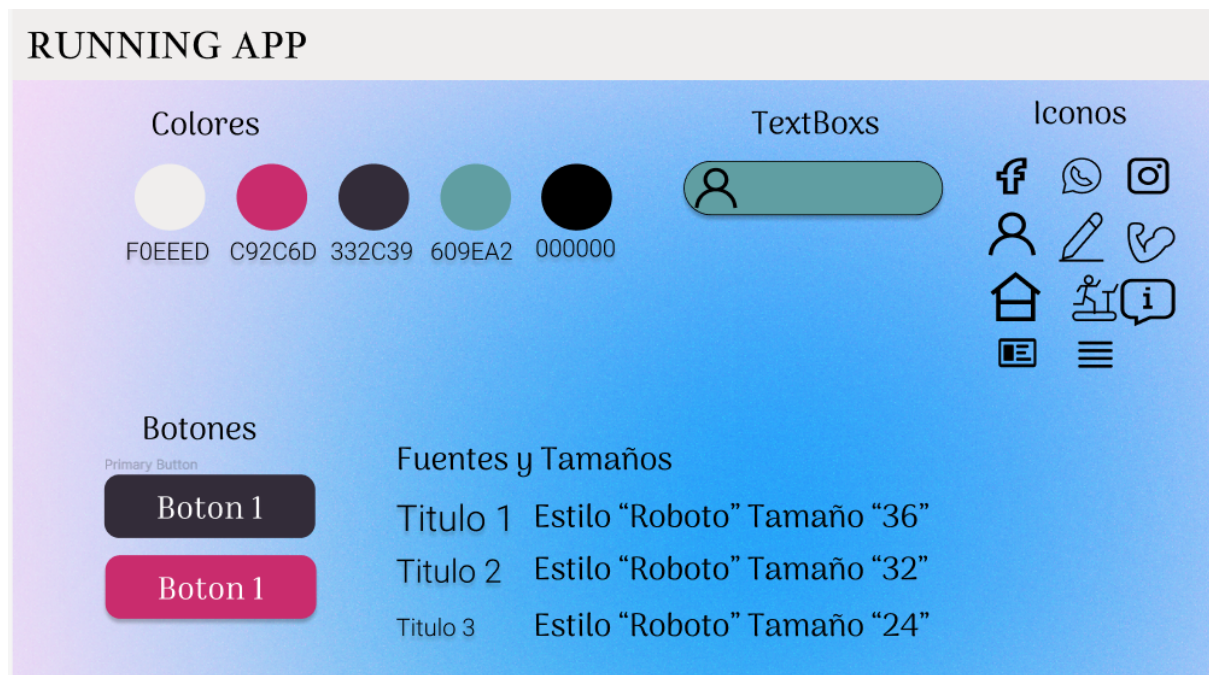 RUNNING APP
Colores
TextBoxs
Iconos
F0EEED C92C6D 332C39 609EA2 000000
Botones
Primary Button
Boton 1
Boton 1
Fuentes y Tamaños
Titulo 1 Estilo “Roboto” Tamaño “36”
Titulo 2 Estilo “Roboto” Tamaño “32”
Titulo 3 Estilo “Roboto” Tamaño “24”